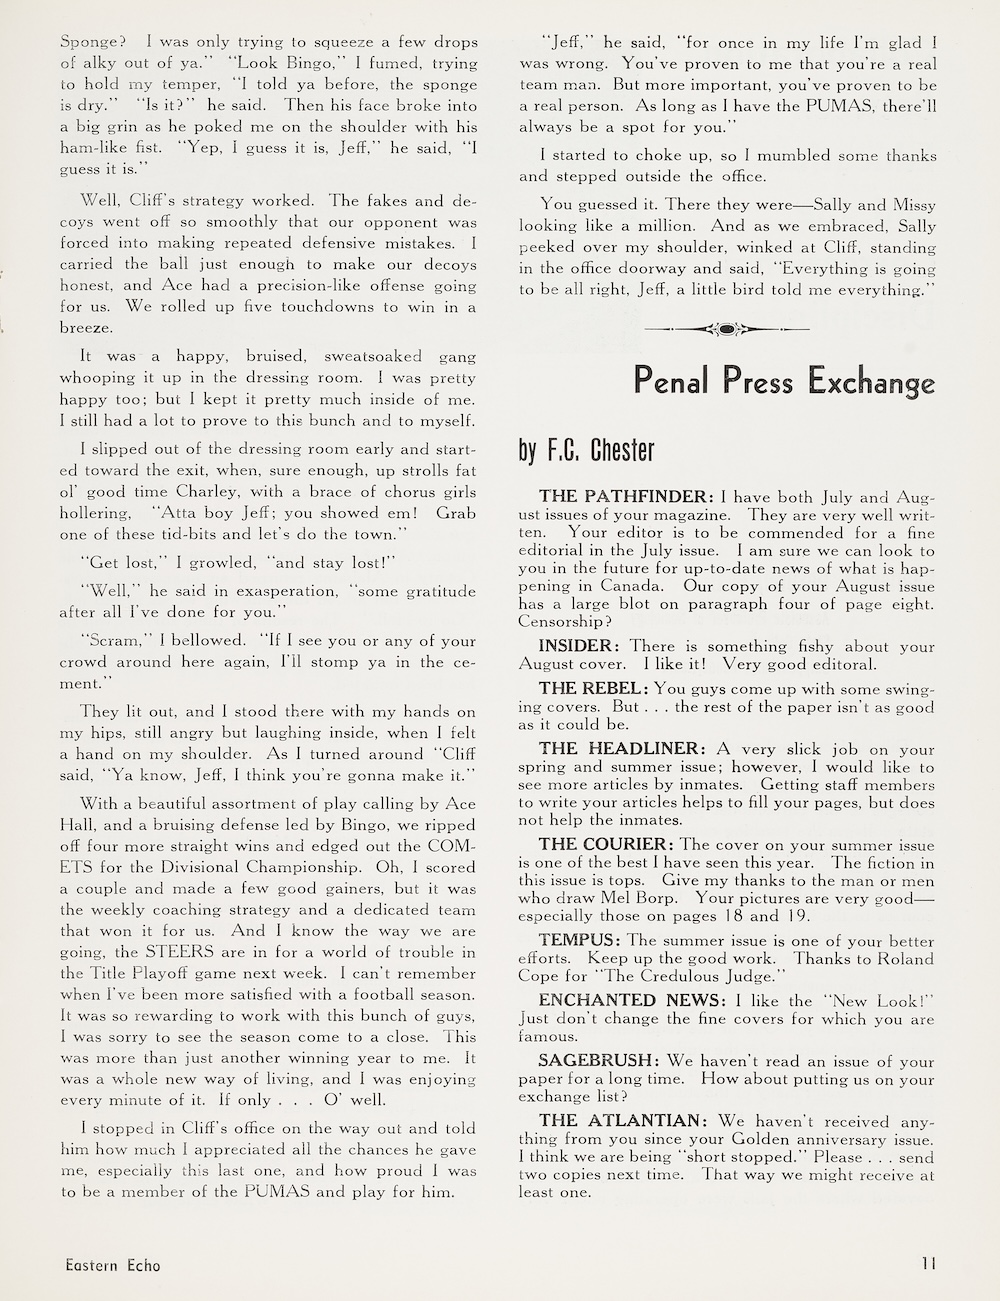 Sponge? I was only trying to squeeze a few drops
of alky out of ya." "Look Bingo," I fumed, trying
to hold my temper, "I told ya before, the sponge
is dry." "Is it?" he said. Then his face broke into
a big grin as he poked me on the shoulder with his
ham-like fist. "Yep, I guess it is, Jeff," he said, "I
guess it is."
Well, Cliff's strategy worked. The fakes and de-
coys went off so smoothly that our opponent was
forced into making repeated defensive mistakes. I
carried the ball just enough to make our decoys
honest, and Ace had a precision-like offense going
for us. We rolled up five touchdowns to win in a
breeze.
It was a happy, bruised, sweatsoaked gang
whooping it up in the dressing room. I was pretty
happy too; but I kept it pretty much inside of me.
I still had a lot to prove to this bunch and to myself.
I slipped out of the dressing room early and start-
ed toward the exit, when, sure enough, up strolls fat
ol' good time Charley, with a brace of chorus girls
hollering, "Atta boy Jeff; you showed em! Grab
one of these tid-bits and let's do the town."
"Get lost," I growled, "and stay lost!"
"Well," he said in exasperation, "some gratitude
after all I've done for you."
"Scram," I bellowed. "If I see you or any of your
crowd around here again, I'll stomp ya in the ce-
ment."
They lit out, and I stood there with my hands on
my hips, still angry but laughing inside, when I felt
a hand on my shoulder. As I turned around "Cliff
said, "Ya know, Jeff, I think you're gonna make it."
With a beautiful assortment of play calling by Ace
Hall, and a bruising defense led by Bingo, we ripped
off four more straight wins and edged out the COM-
ETS for the Divisional Championship. Oh, I scored
a couple and made a few good gainers, but it was
the weekly coaching strategy and a dedicated team
that won it for us. And I know the way we are
going, the STEERS are in for a world of trouble in
the Title Playoff game next week. I can't remember
when I've been more satisfied with a football season.
It was so rewarding to work with this bunch of guys,
I was sorry to see the season come to a close. This
was more than just another winning year to me. It
was a whole new way of living, and I was enjoying
every minute of it. If only . . . O' well.
I stopped in Cliff's office on the way out and told
him how much I appreciated all the chances he gave
me, especially this last one, and how proud I was
to be a member of the PUMAS and play for him.
"Jeff," he said, "for once in my life I'm glad I
was wrong. You've proven to me that you're a real
team man. But more important, you've proven to be
a real person. As long as I have the PUMAS, there'll
always be a spot for you."
I started to choke up, so I mumbled some thanks
and stepped outside the office.
You guessed it. There they were—Sally and Missy
looking like a million. And as we embraced, Sally
peeked over my shoulder, winked at Cliff, standing
in the office doorway and said, "Everything is going
to be all right, Jeff, a little bird told me everything."
Penal Press Exchange
by F.C. Chester
THE PATHFINDER: I have both July and Aug-
ust issues of your magazine. They are very well writ-
ten. Your editor is to be commended for a fine
editorial in the July issue. I am sure we can look to
you in the future for up-to-date news of what is hap-
pening in Canada. Our copy of your August issue
has a large blot on paragraph four of page eight.
Censorship?
INSIDER: There is something fishy about your
August cover. I like it! Very good editoral.
THE REBEL: You guys come up with some swing-
ing covers. But . . . the rest of the paper isn't as good
as it could be.
THE HEADLINER: A very slick job on your
spring and summer issue; however, I would like to
see more articles by inmates. Getting staff members
to write your articles helps to fill your pages, but does
not help the inmates.
THE COURIER: The cover on your summer issue
is one of the best I have seen this year. The fiction in
this issue is tops. Give my thanks to the man or men
who draw Mel Borp. Your pictures are very good—
especially those on pages 18 and 19.
TEMPUS: The summer issue is one of your better
efforts. Keep up the good work. Thanks to Roland
Cope for "The Credulous Judge."
ENCHANTED NEWS: I like the "New Look!"
Just don't change the fine covers for which you are
famous.
SAGEBRUSH: We haven't read an issue of your
paper for a long time. How about putting us on your
exchange list?
THE ATLANTIAN: We haven't received any-
thing from you since your Golden anniversary issue.
I think we are being "short stopped." Please . . . send
two copies next time. That way we might receive at
least one.
Eastern Echo
11